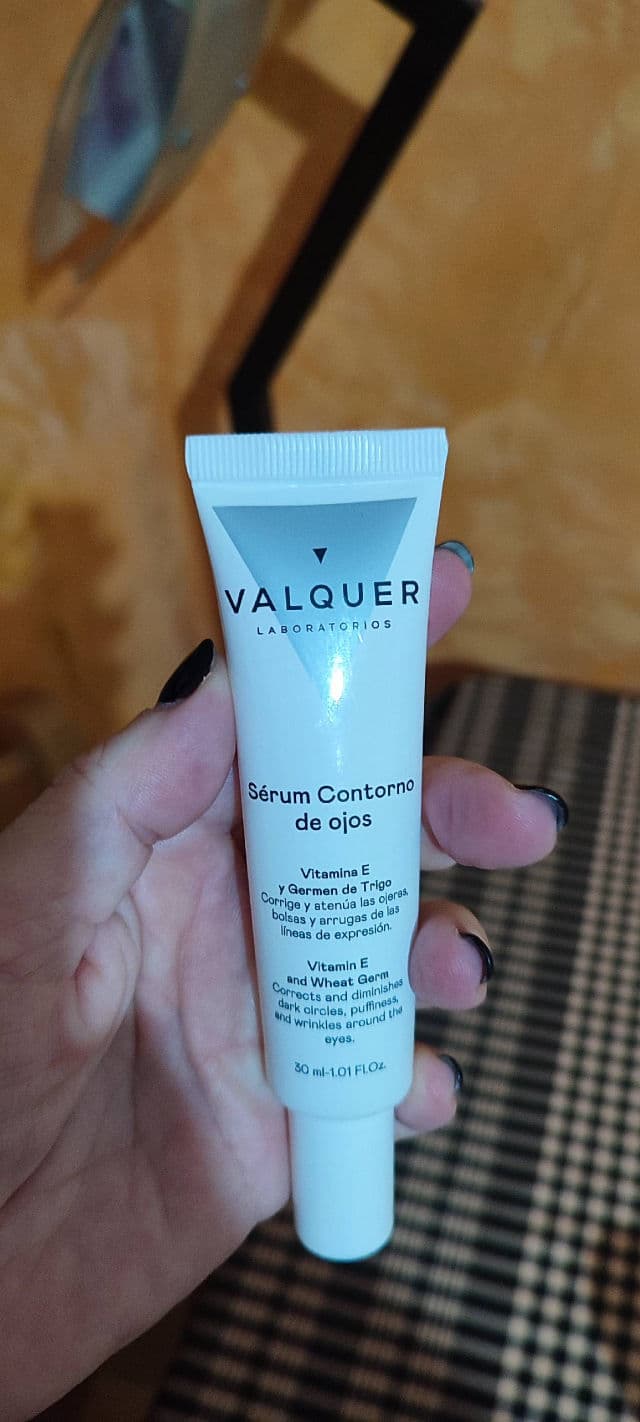 VALQUER
LABORATORIOS
Sérum Contorno
de ojos
Vitamina E
y Germen de Trigo
Corrige y atenúa las ojeras,
bolsas y arrugas de las
líneas de expresión.
Vitamin E
and Wheat Germ
Corrects and diminishes
dark circles, puffiness,
and wrinkles around the
eyes.
30 ml-1.01 Fl.Oz.